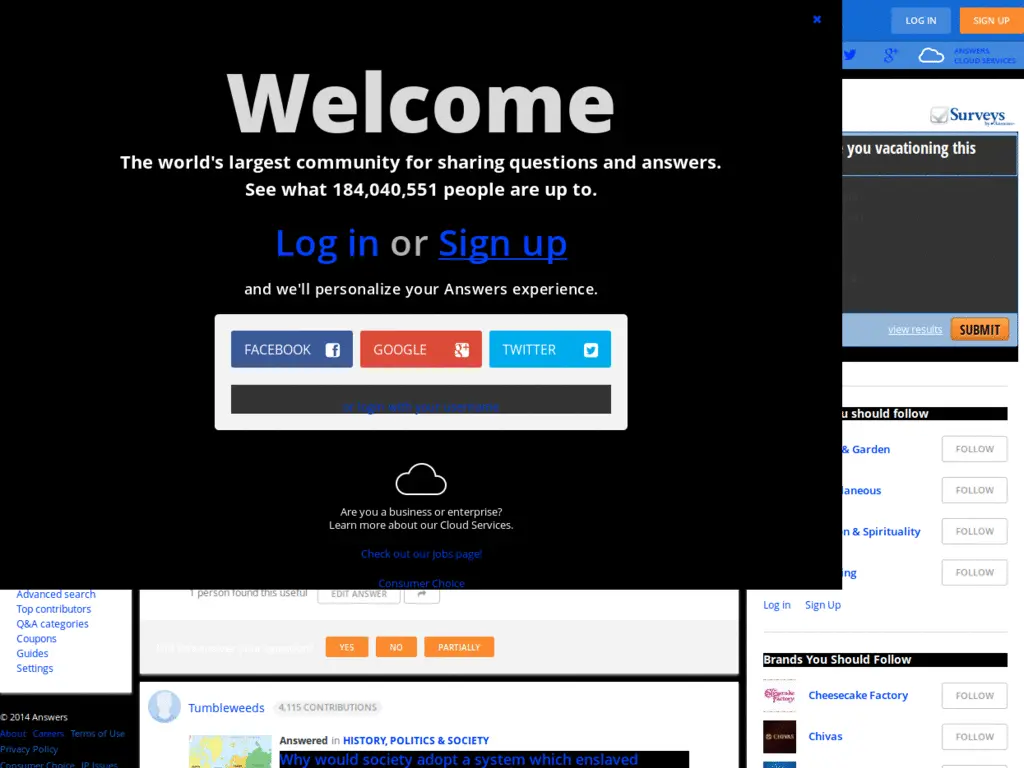 LOG IN
SIGN UP
ANSWERS
CLOUD SERVICES
Welcome
The world's largest community for sharing questions and answers.
See what 184,040,551 people are up to.
Log in or Sign up
and we'll personalize your Answers experience.
FACEBOOK
GOOGLE
TWITTER
or login with your username
Are you a business or enterprise?
Learn more about our Cloud Services.
Check out our Jobs page!
Consumer Choice
Surveys
you vacationing this
view results
SUBMIT
u should follow
& Garden
FOLLOW
laneous
FOLLOW
n & Spirituality
FOLLOW
ing
FOLLOW
Log in
Sign Up
Brands You Should Follow
Cheesecake Factory
FOLLOW
Chivas
FOLLOW
Advanced search
Top contributors
Q&A categories
Coupons
Guides
Settings
© 2014 Answers
About
Careers
Terms of Use
Privacy Policy
Consumer Choice
IP Issues
1 person found this useful
EDIT ANSWER
YES
NO
PARTIALLY
Tumbleweeds
4,115 CONTRIBUTIONS
Answered in HISTORY, POLITICS & SOCIETY
Why would society adopt a system which enslaved